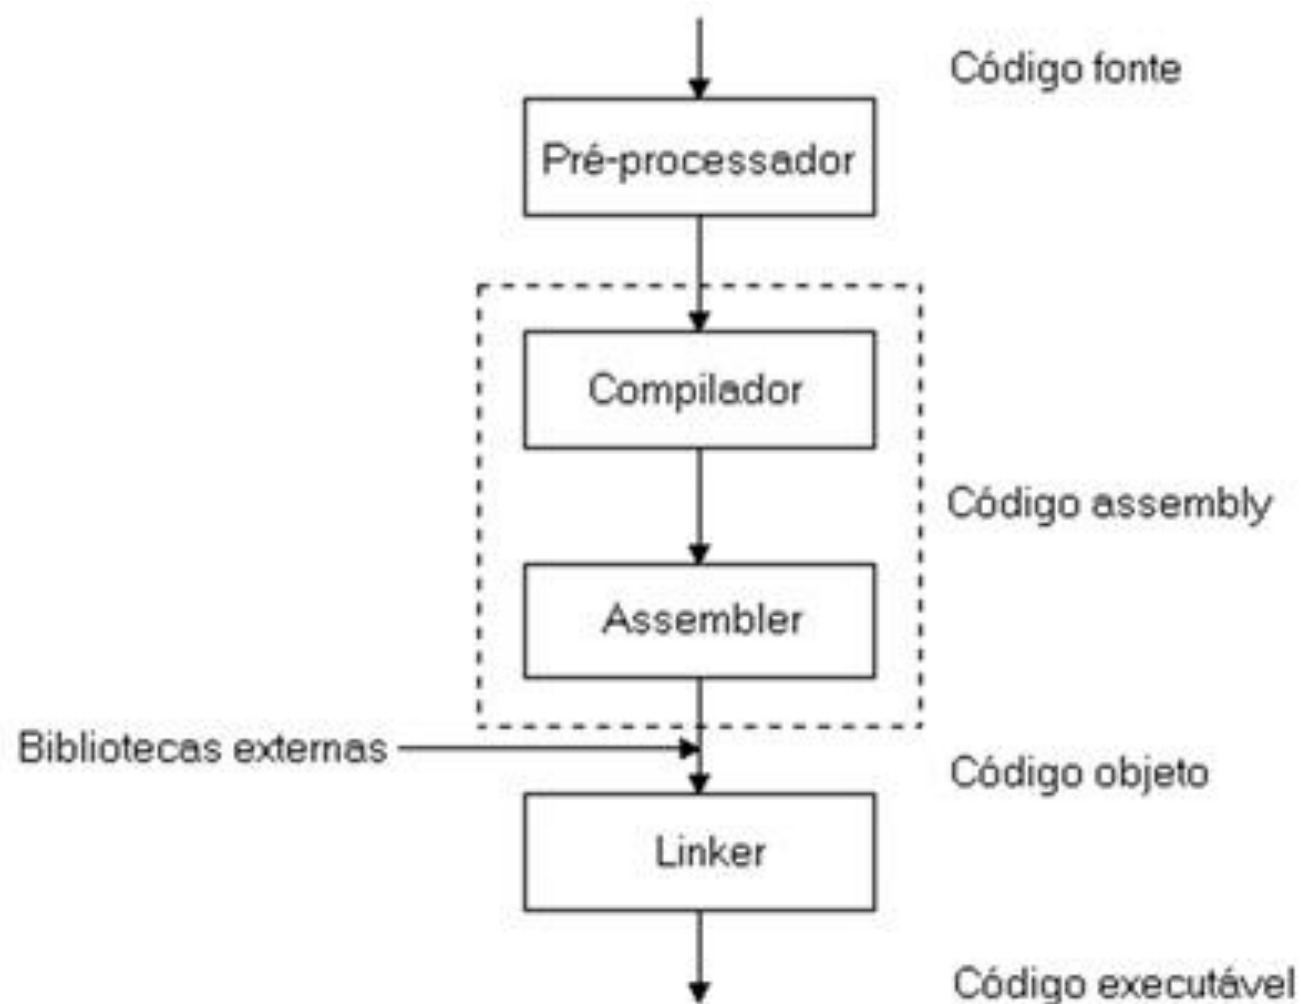 Código fonte
Pré-processador
Compilador
Código assembly
Assembler
Bibliotecas externas
Código objeto
Linker
Código executável